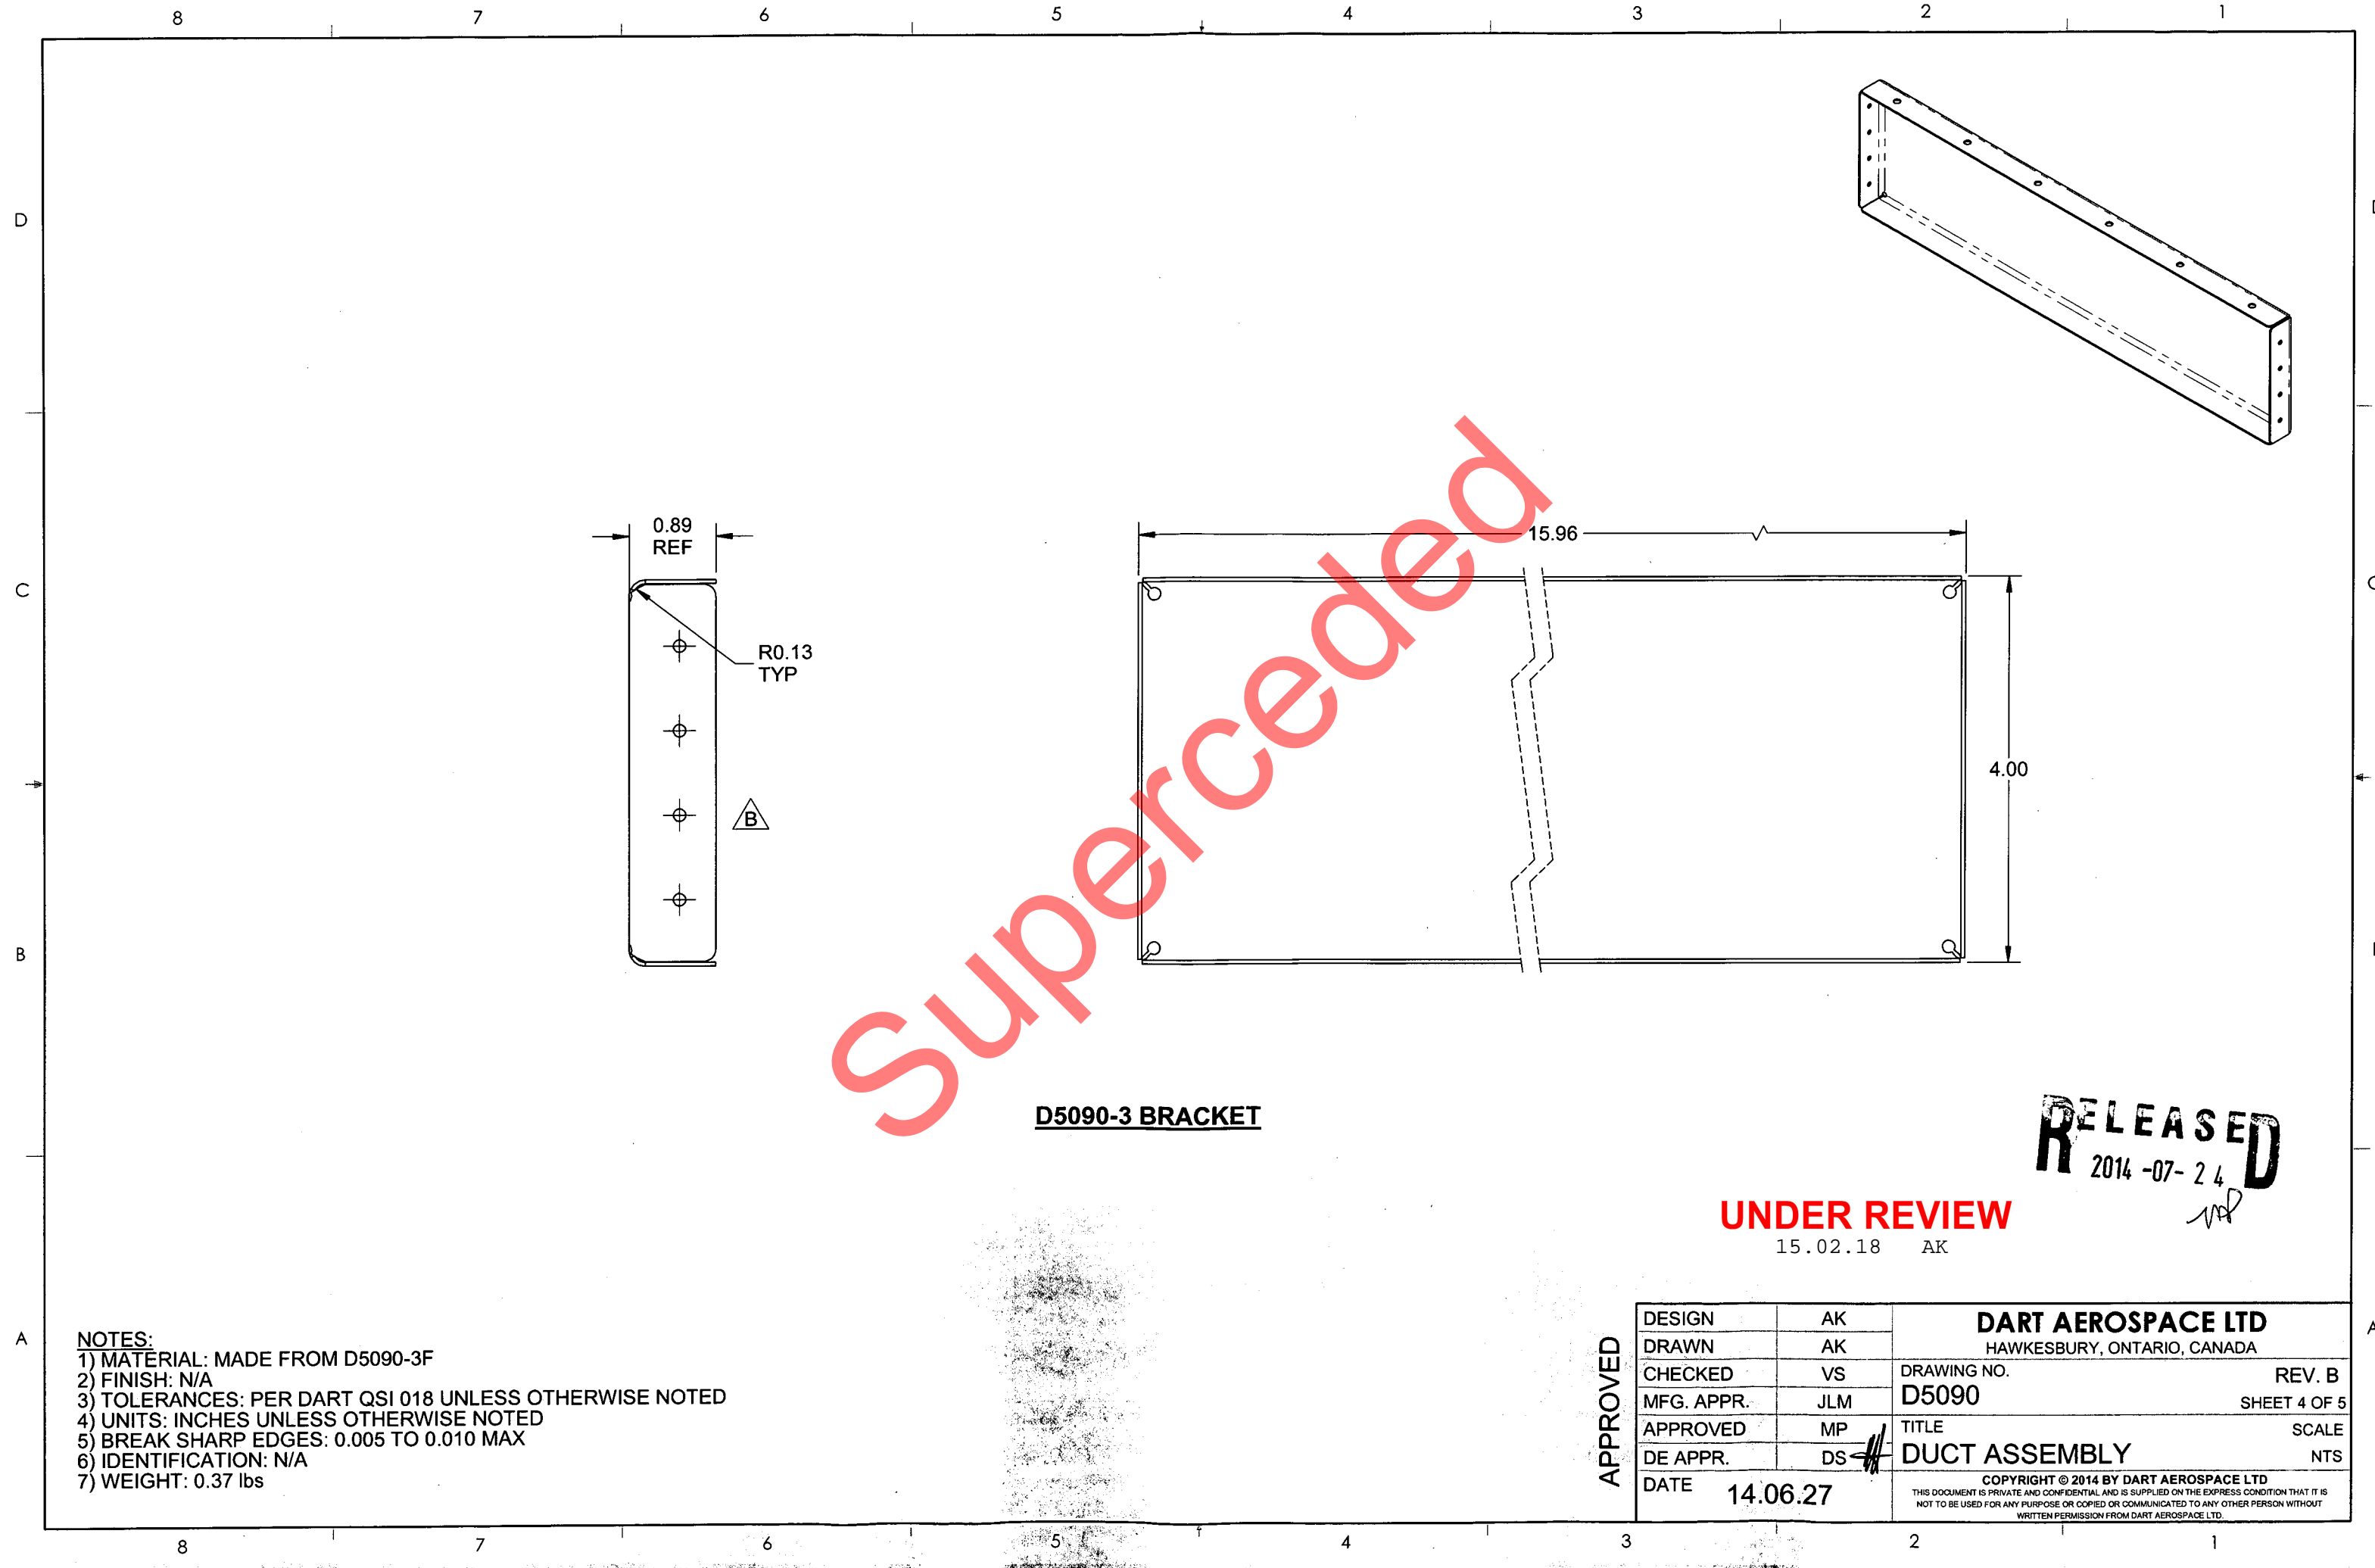 8 7 6 5 4 3 2 1
D
C
B
A
0.89
REF
R0.13
TYP
B
15.96
4.00
Superceded
D5090-3 BRACKET
RELEASED
2014-07-24
UNDER REVIEW
15.02.18 AK
NOTES:
1) MATERIAL: MADE FROM D5090-3F
2) FINISH: N/A
3) TOLERANCES: PER DART QSI 018 UNLESS OTHERWISE NOTED
4) UNITS: INCHES UNLESS OTHERWISE NOTED
5) BREAK SHARP EDGES: 0.005 TO 0.010 MAX
6) IDENTIFICATION: N/A
7) WEIGHT: 0.37 lbs
APPROVED
DESIGN AK
DRAWN AK
CHECKED VS
MFG. APPR. JLM
APPROVED MP
DE APPR. DS
DATE 14.06.27
DART AEROSPACE LTD
HAWKESBURY, ONTARIO, CANADA
DRAWING NO. REV. B
D5090 SHEET 4 OF 5
TITLE SCALE
DUCT ASSEMBLY NTS
COPYRIGHT © 2014 BY DART AEROSPACE LTD
THIS DOCUMENT IS PRIVATE AND CONFIDENTIAL AND IS SUPPLIED ON THE EXPRESS CONDITION THAT IT IS
NOT TO BE USED FOR ANY PURPOSE OR COPIED OR COMMUNICATED TO ANY OTHER PERSON WITHOUT
WRITTEN PERMISSION FROM DART AEROSPACE LTD.
8 7 6 5 4 3 2 1